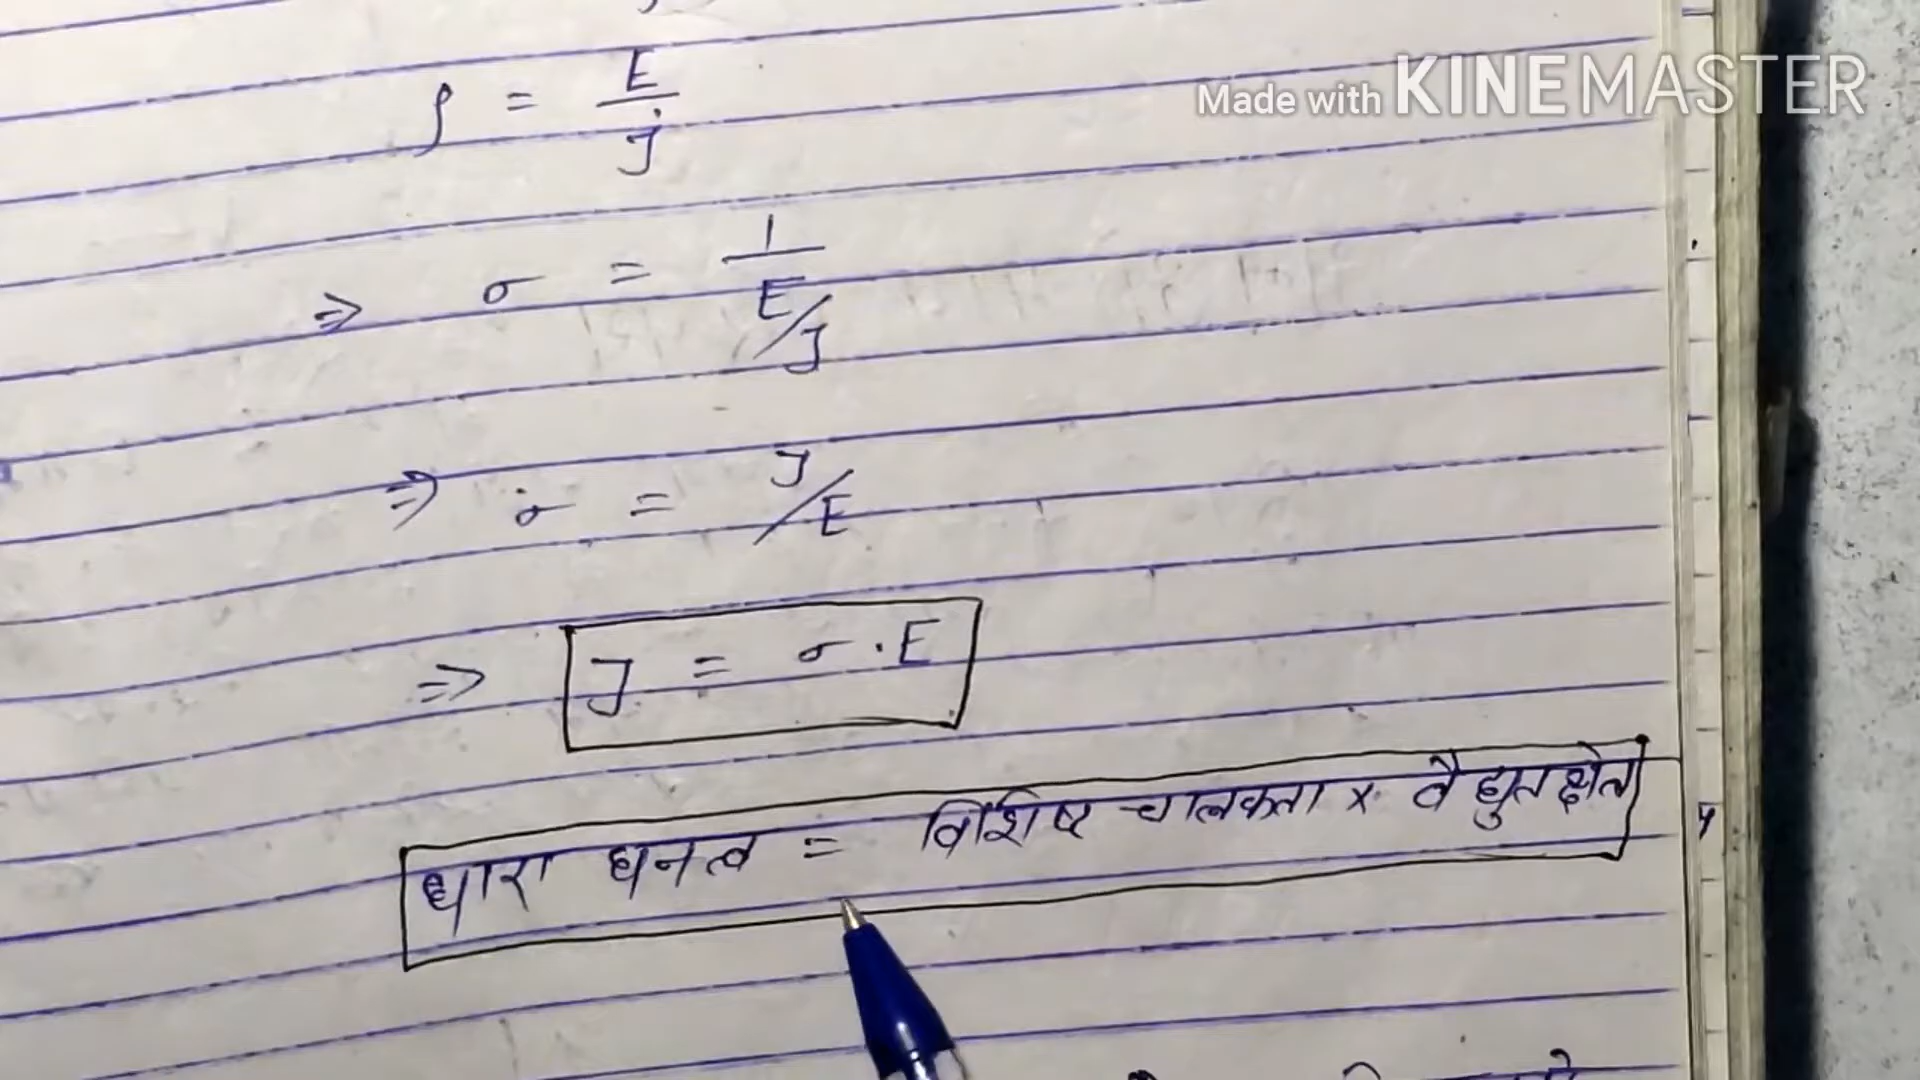 Made with KINEMASTER
ρ = E/J
⇒ σ = 1/(E/J)
⇒ σ = J/E
⇒ J = σ.E
धारा घनत्व = विशिष्ट चालकता × वैद्युत क्षेत्र